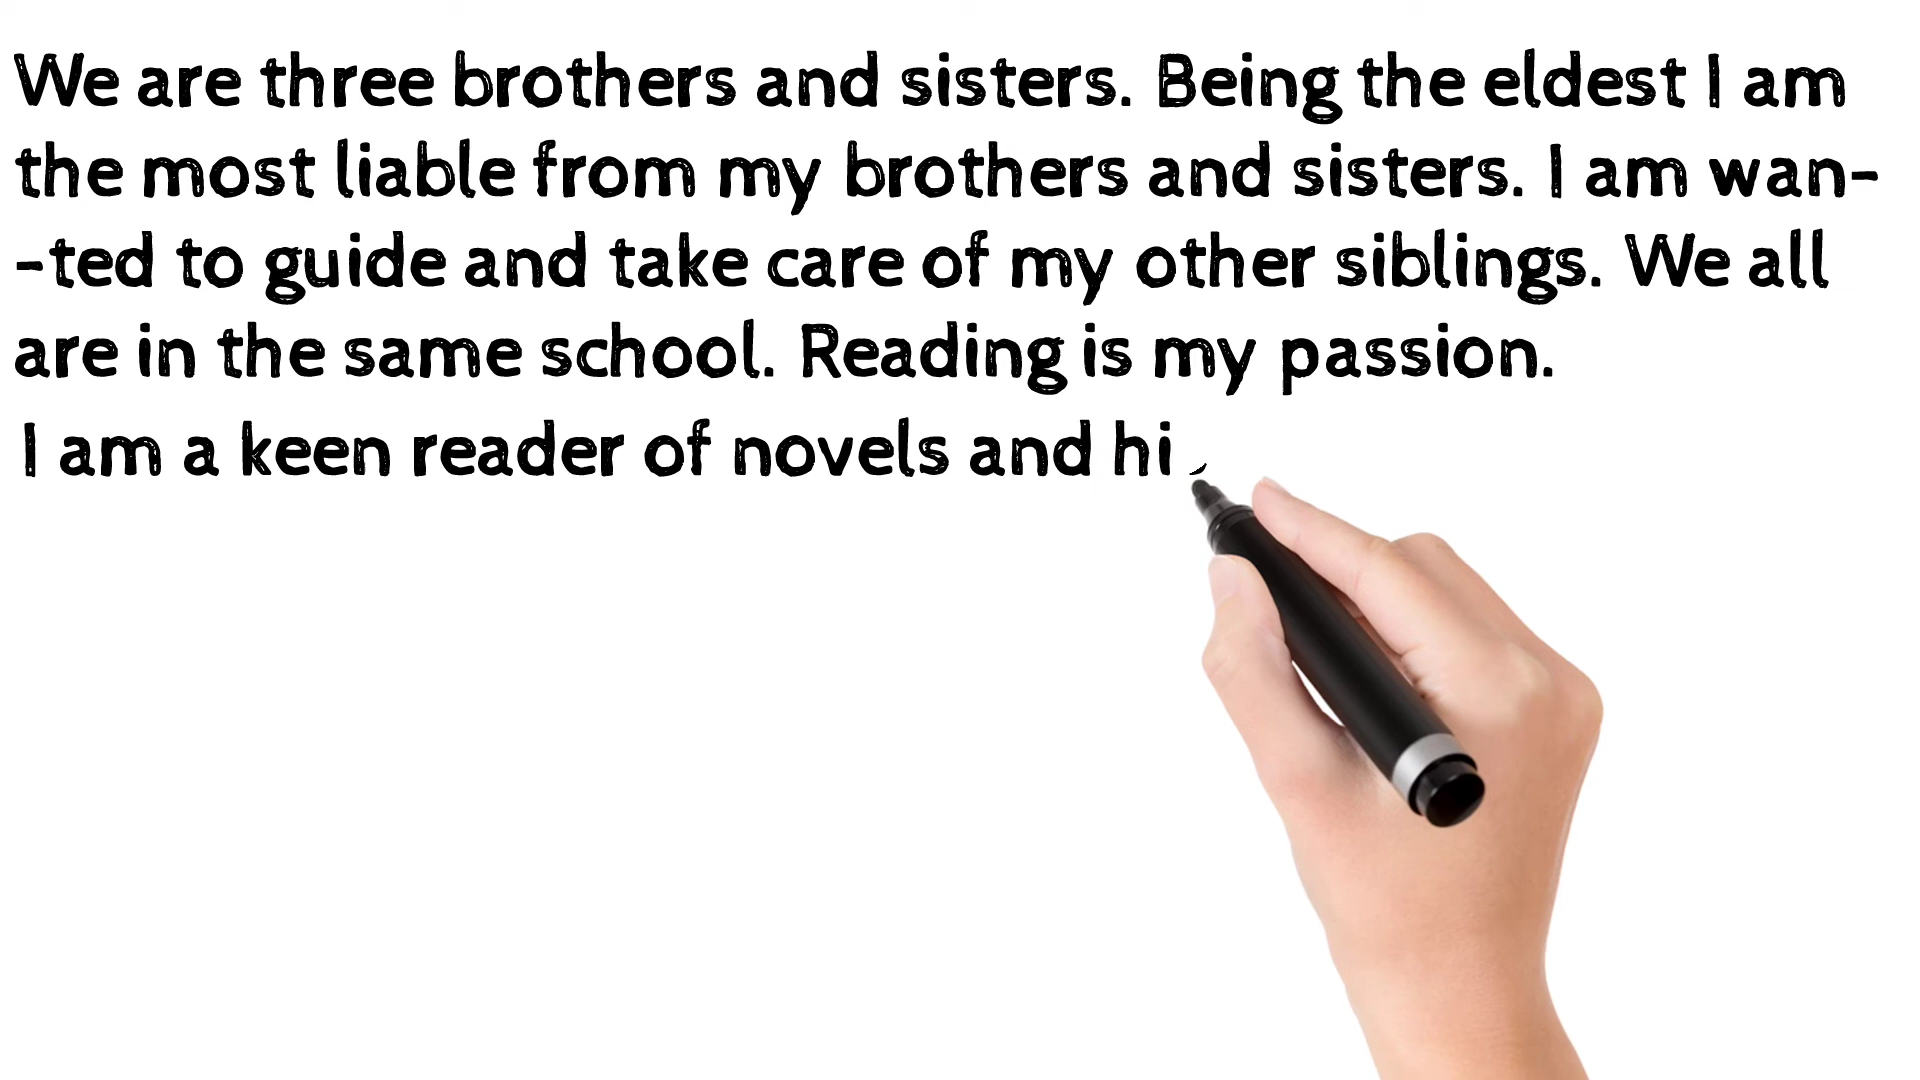 We are three brothers and sisters. Being the eldest I am
the most liable from my brothers and sisters. I am wan-
-ted to guide and take care of my other siblings. We all
are in the same school. Reading is my passion.
I am a keen reader of novels and hi